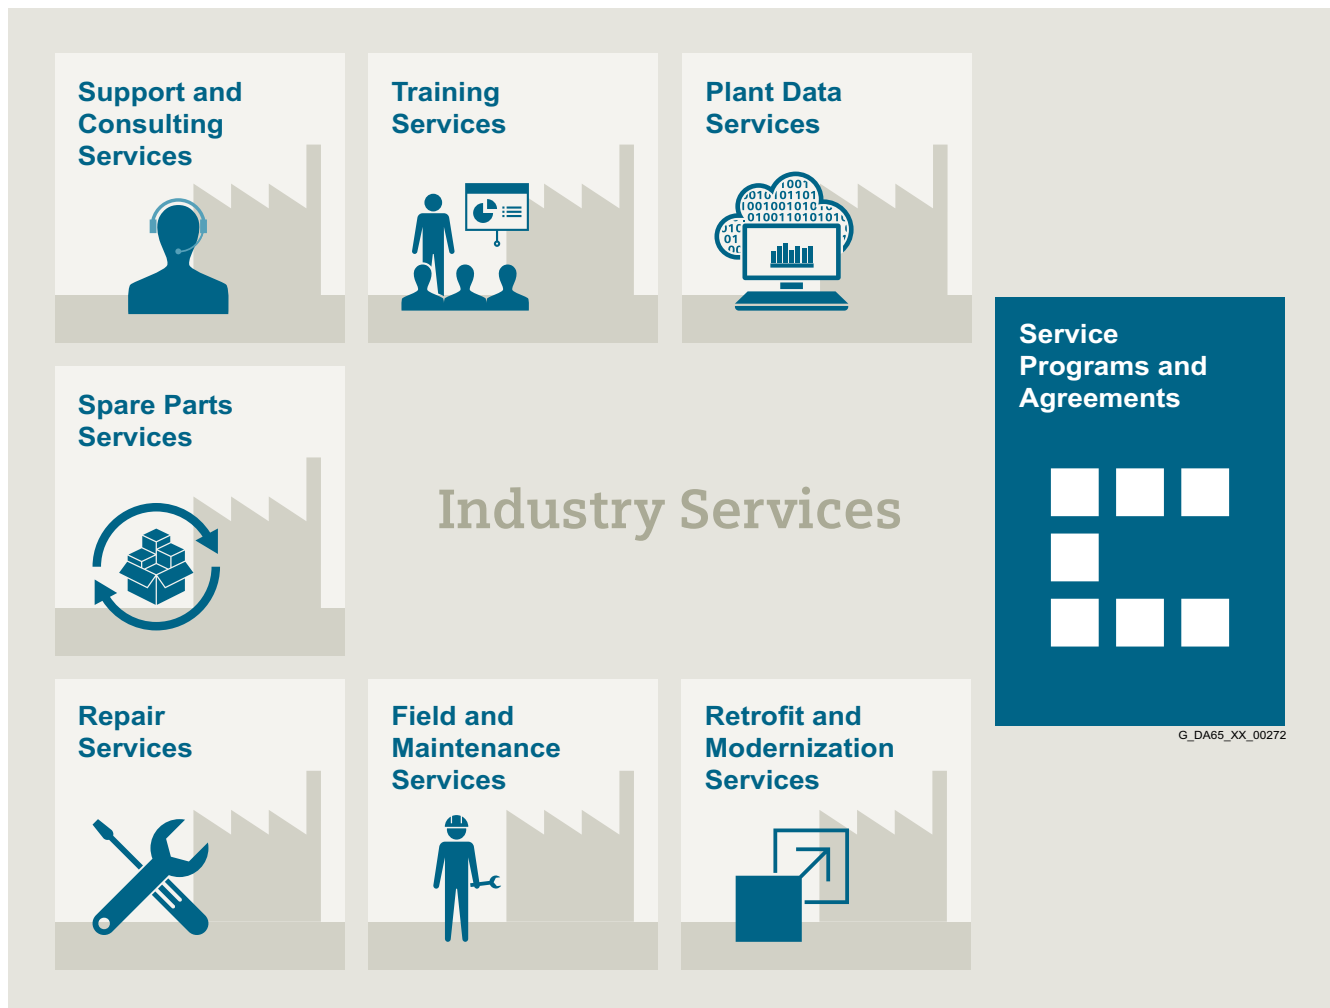 Support and
Consulting
Services
Training
Services
Plant Data
Services
Service
Programs and
Agreements
Spare Parts
Services
Industry Services
Repair
Services
Field and
Maintenance
Services
Retrofit and
Modernization
Services
G_DA65_XX_00272